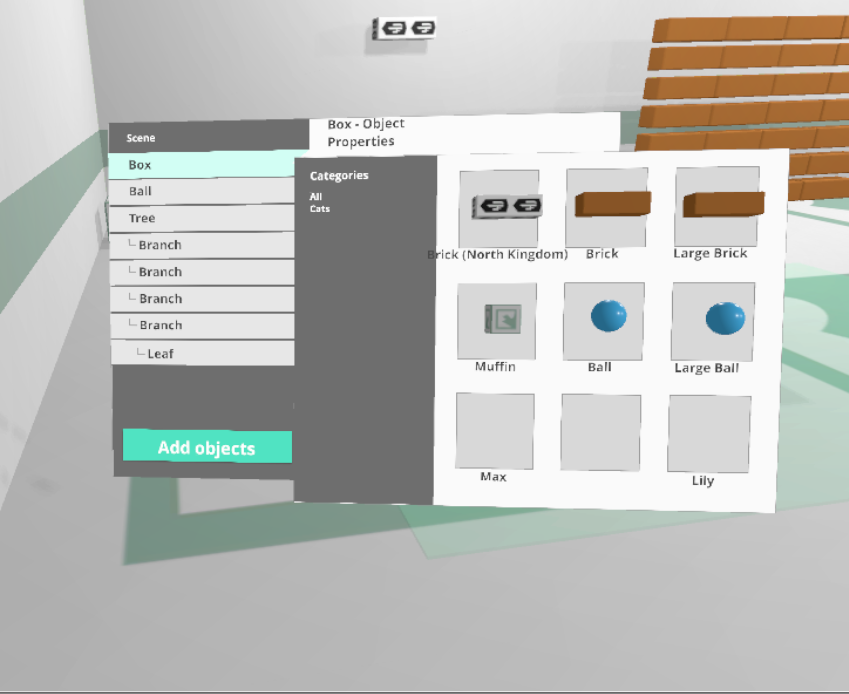 Scene
Box
Ball
Tree
Branch
Branch
Branch
Branch
Leaf
Add objects
Box - Object
Properties
Categories
All
Cats
Brick (North Kingdom)
Brick
Large Brick
Muffin
Ball
Large Ball
Max
Lily